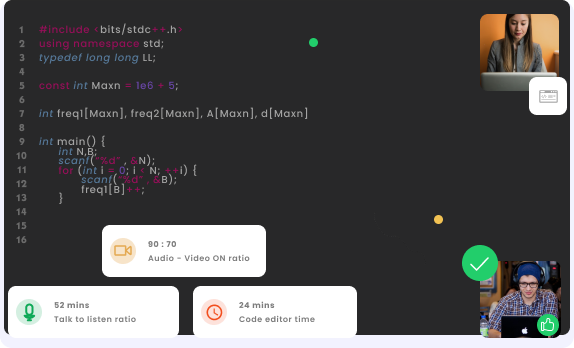 1 #include <bits/stdc++.h>
2 using namespace std;
3 typedef long long LL;
4
5 const int Maxn = 1e6 + 5;
6
7 int freq1[Maxn], freq2[Maxn], A[Maxn], d[Maxn]
8
9 int main() {
10 int N,B;
scanf("%d" , &N);
11 for (int i = 0; i < N; ++i) {
12 scanf("%d" , &B);
freq1[B]++;
13 }
14
15
16
90 : 70
Audio - Video ON ratio
52 mins
Talk to listen ratio
24 mins
Code editor time